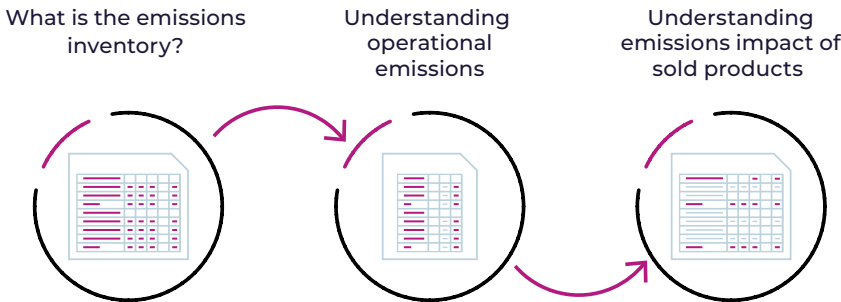 What is the emissions
inventory?
Understanding
operational
emissions
Understanding
emissions impact of
sold products